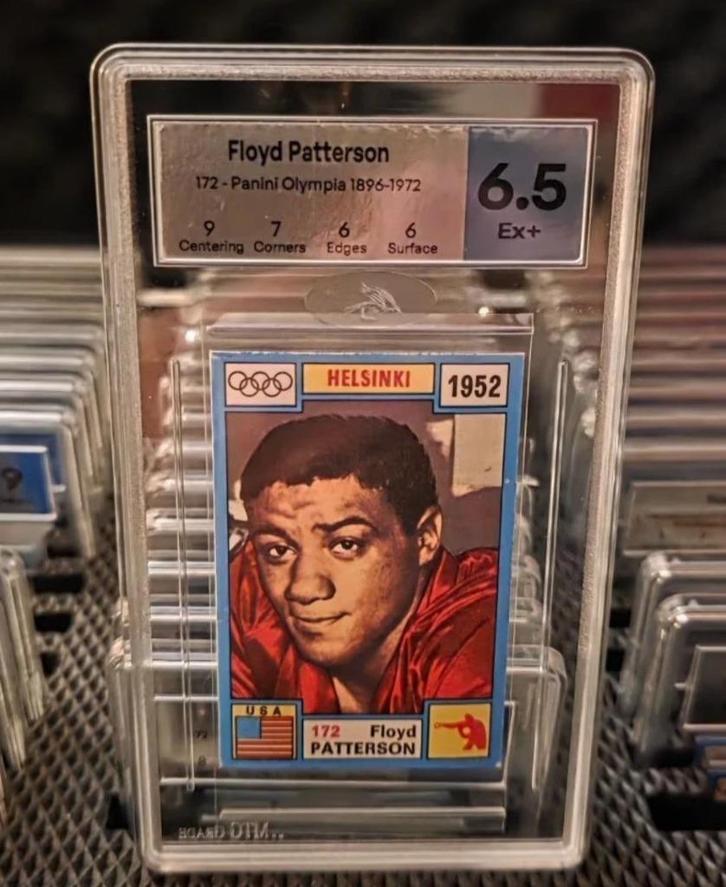 Floyd Patterson
172 - Panini Olympia 1896-1972
6.5
Ex+
9 7 6 6
Centering Corners Edges Surface
HELSINKI
1952
USA
172 Floyd
PATTERSON